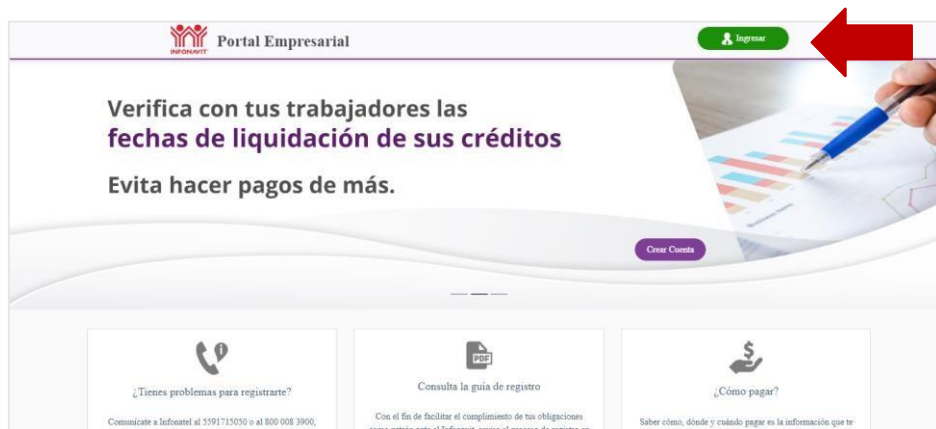 INFONAVIT
Portal Empresarial
Ingresar
Verifica con tus trabajadores las
fechas de liquidación de sus créditos
Evita hacer pagos de más.
Crear Cuenta
PDF
¿Tienes problemas para registrarte?
Comunícate a Infonatel al 5591715050 o al 800 008 3900,
Consulta la guía de registro
Con el fin de facilitar el cumplimiento de tus obligaciones
¿Cómo pagar?
Saber cómo, dónde y cuándo pagar es la información que te